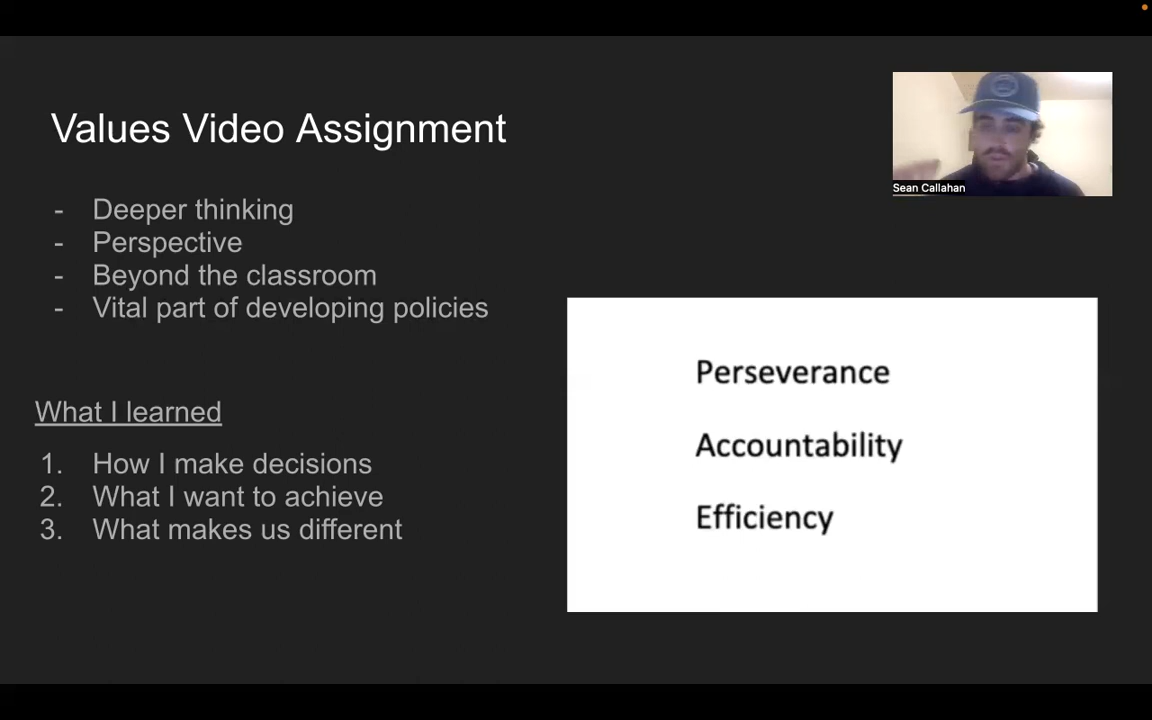 Values Video Assignment
Sean Callahan
- Deeper thinking
- Perspective
- Beyond the classroom
- Vital part of developing policies
What I learned
1. How I make decisions
2. What I want to achieve
3. What makes us different
Perseverance
Accountability
Efficiency